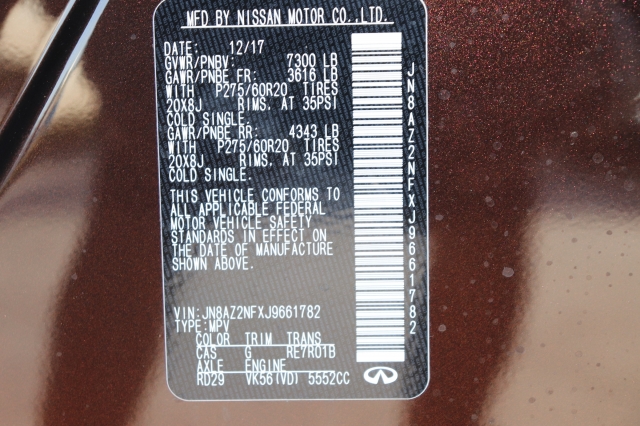 MFD BY NISSAN MOTOR CO.,LTD.
DATE: 12/17
GVWR/PNBV: 7300 LB
GAWR/PNBE FR: 3616 LB
WITH P275/60R20 TIRES
20X8J RIMS, AT 35PSI
COLD SINGLE.
GAWR/PNBE RR: 4343 LB
WITH P275/60R20 TIRES
20X8J RIMS, AT 35PSI
COLD SINGLE.
THIS VEHICLE CONFORMS TO
ALL APPLICABLE FEDERAL
MOTOR VEHICLE SAFETY
STANDARDS IN EFFECT ON
THE DATE OF MANUFACTURE
SHOWN ABOVE.
VIN:JN8AZ2NFXJ9661782
TYPE:MPV
COLOR TRIM TRANS
CAS G RE7R01B
AXLE ENGINE
RD29 VK56(VD) 5552CC
JN8AZ2NFXJ9661782